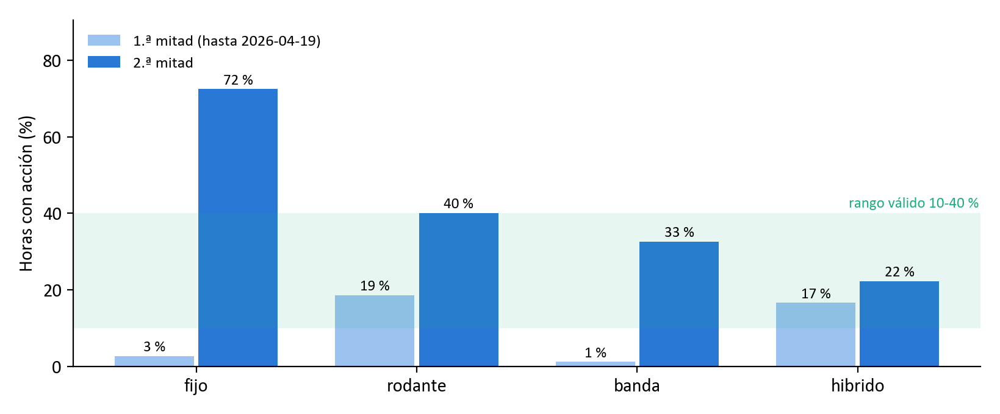 1.ª mitad (hasta 2026-04-19)
2.ª mitad
Horas con acción (%)
80
60
40
20
0
72 %
40 %
33 %
22 %
19 %
17 %
3 %
1 %
rango válido 10-40 %
fijo
rodante
banda
hibrido